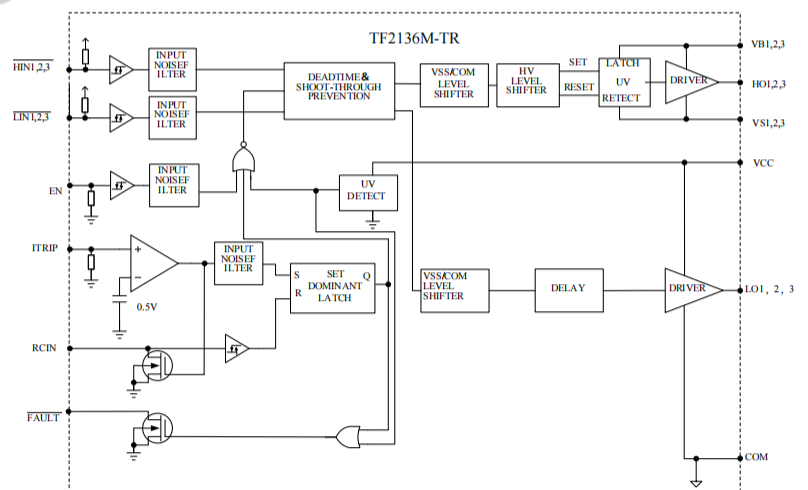 TF2136M-TR
HIN1,2,3
INPUT
NOISEF
ILTER
DEADTIME&
SHOOT-THROUGH
PREVENTION
VSS/COM
LEVEL
SHIFTER
HV
LEVEL
SHIFTER
SET
RESET
LATCH
UV
RETECT
DRIVER
VB1,2,3
HO1,2,3
VS1,2,3
LIN1,2,3
INPUT
NOISEF
ILTER
EN
INPUT
NOISEF
ILTER
UV
DETECT
VCC
ITRIP
+
−
0.5V
INPUT
NOISEF
ILTER
S
R
SET
DOMINANT
LATCH
Q
VSS/COM
LEVEL
SHIFTER
DELAY
DRIVER
LO1, 2, 3
RCIN
FAULT
COM